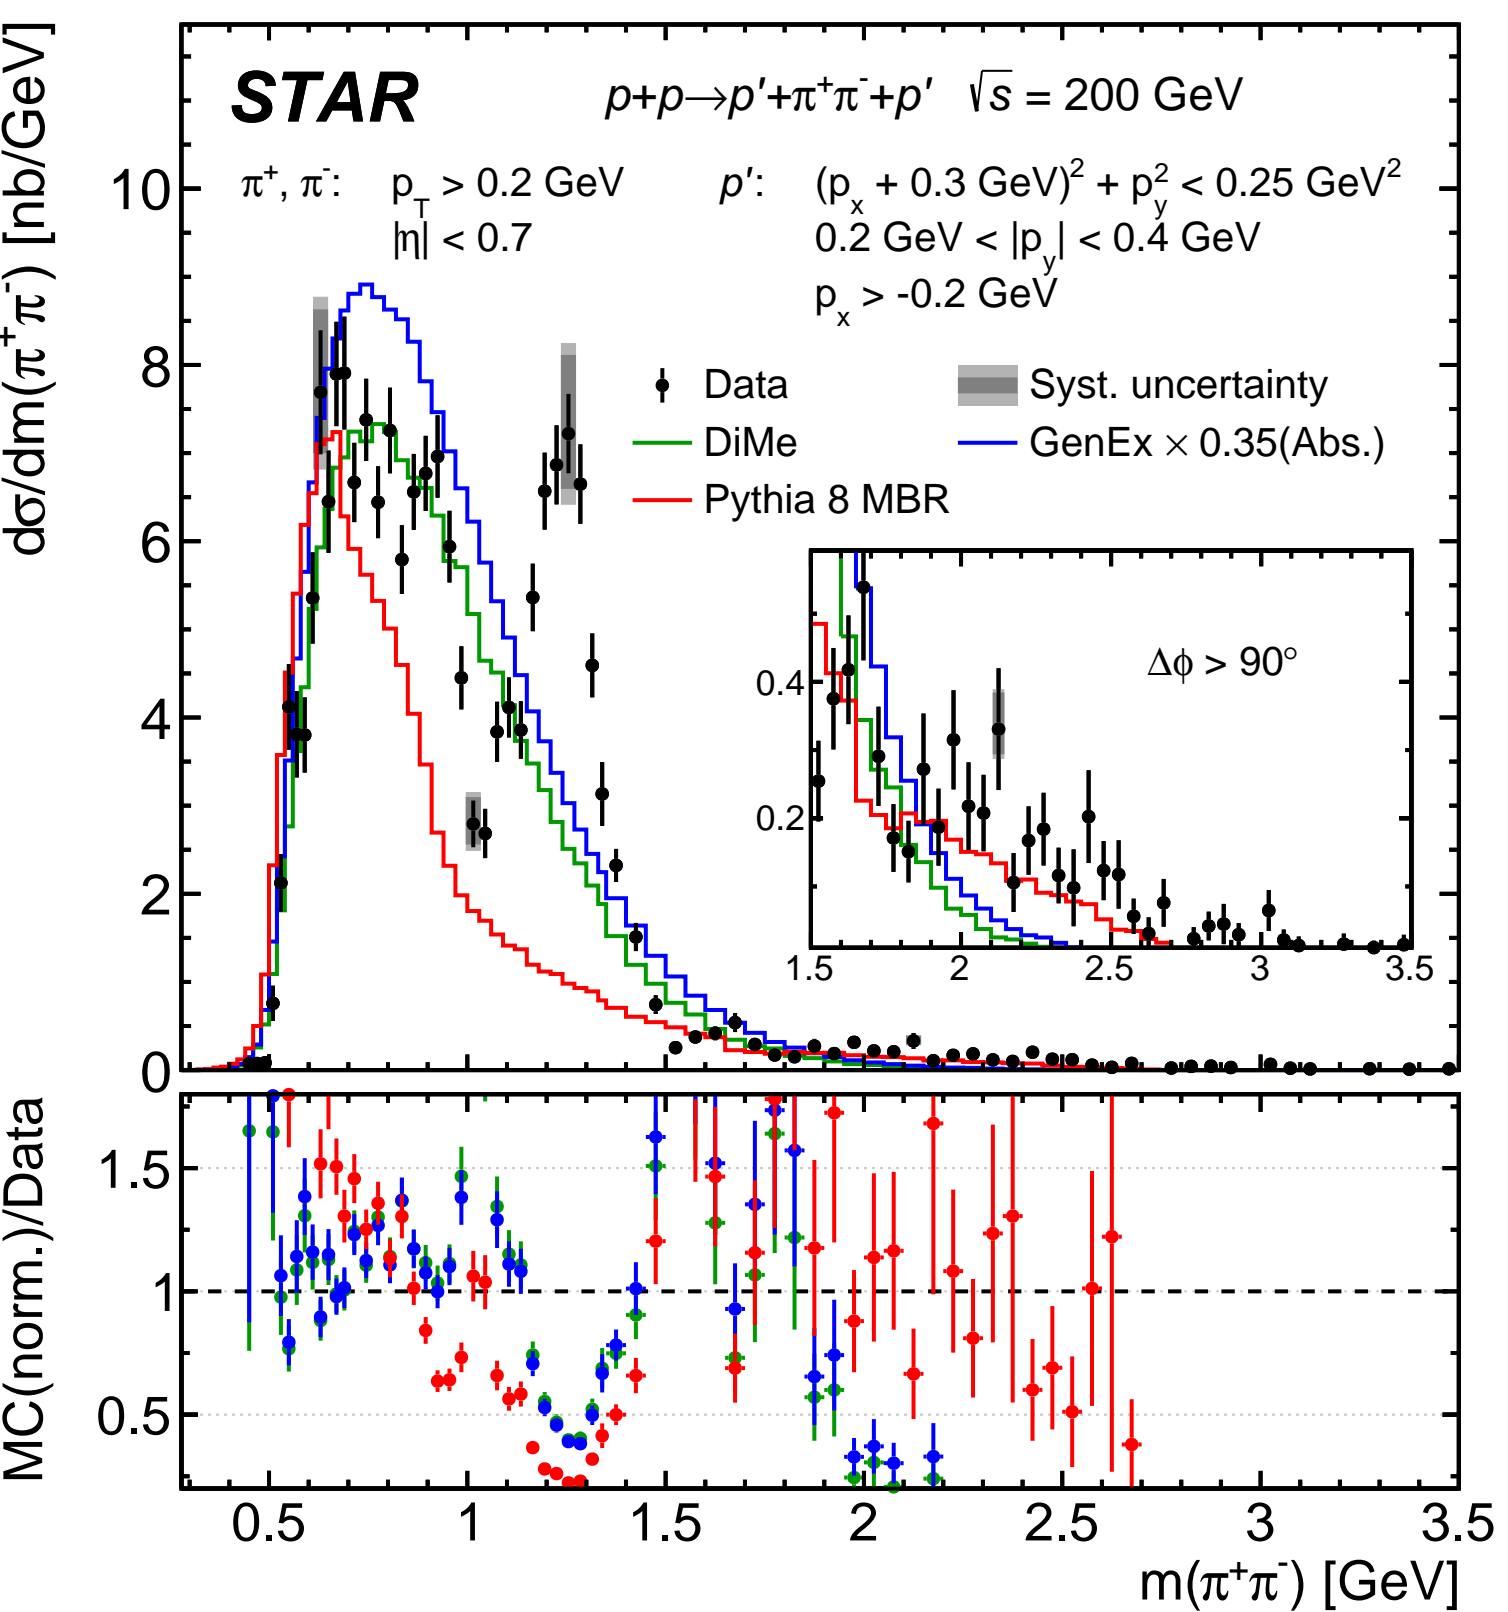 STAR p+p→p′+π⁺π⁻+p′ √s = 200 GeV
π⁺, π⁻: p_T > 0.2 GeV p′: (p_x + 0.3 GeV)² + p_y² < 0.25 GeV²
|η| < 0.7 0.2 GeV < |p_y| < 0.4 GeV
p_x > -0.2 GeV
Data Syst. uncertainty
DiMe GenEx × 0.35(Abs.)
Pythia 8 MBR
dσ/dm(π⁺π⁻) [nb/GeV]
10
8
6
4
2
0
Δϕ > 90°
0.4
0.2
1.5 2 2.5 3 3.5
MC(norm.)/Data
1.5
1
0.5
0.5 1 1.5 2 2.5 3 3.5
m(π⁺π⁻) [GeV]